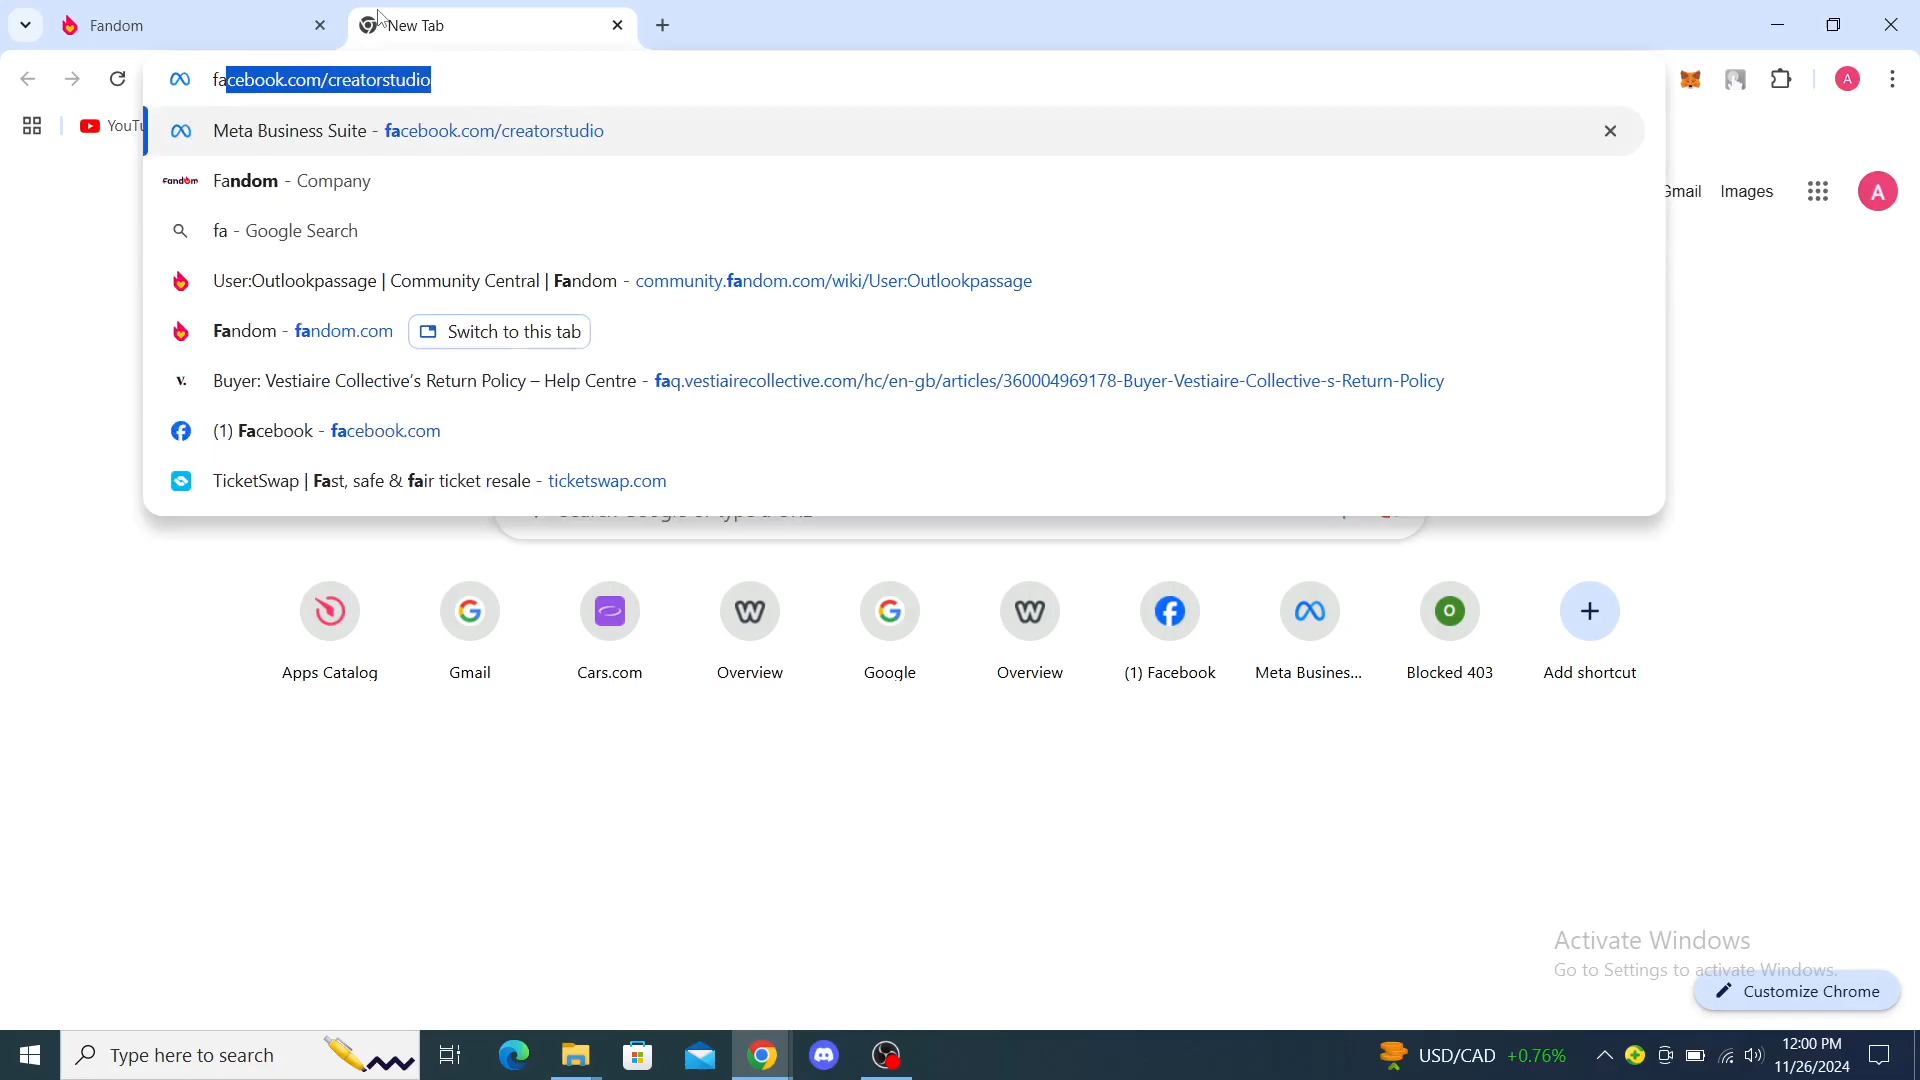 Fandom
New Tab
facebook.com/creatorstudio
A
YouTu
Meta Business Suite - facebook.com/creatorstudio
Fandom - Company
fa - Google Search
User:Outlookpassage | Community Central | Fandom - community.fandom.com/wiki/User:Outlookpassage
Fandom - fandom.com Switch to this tab
Buyer: Vestiaire Collective's Return Policy – Help Centre - faq.vestiairecollective.com/hc/en-gb/articles/360004969178-Buyer-Vestiaire-Collective-s-Return-Policy
(1) Facebook - facebook.com
TicketSwap | Fast, safe & fair ticket resale - ticketswap.com
Gmail Images A
Apps Catalog
Gmail
Cars.com
Overview
Google
Overview
(1) Facebook
Meta Busines...
O
Blocked 403
Add shortcut
Activate Windows
Go to Settings to activate Windows.
Customize Chrome
Type here to search
USD/CAD +0.76%
12:00 PM
11/26/2024